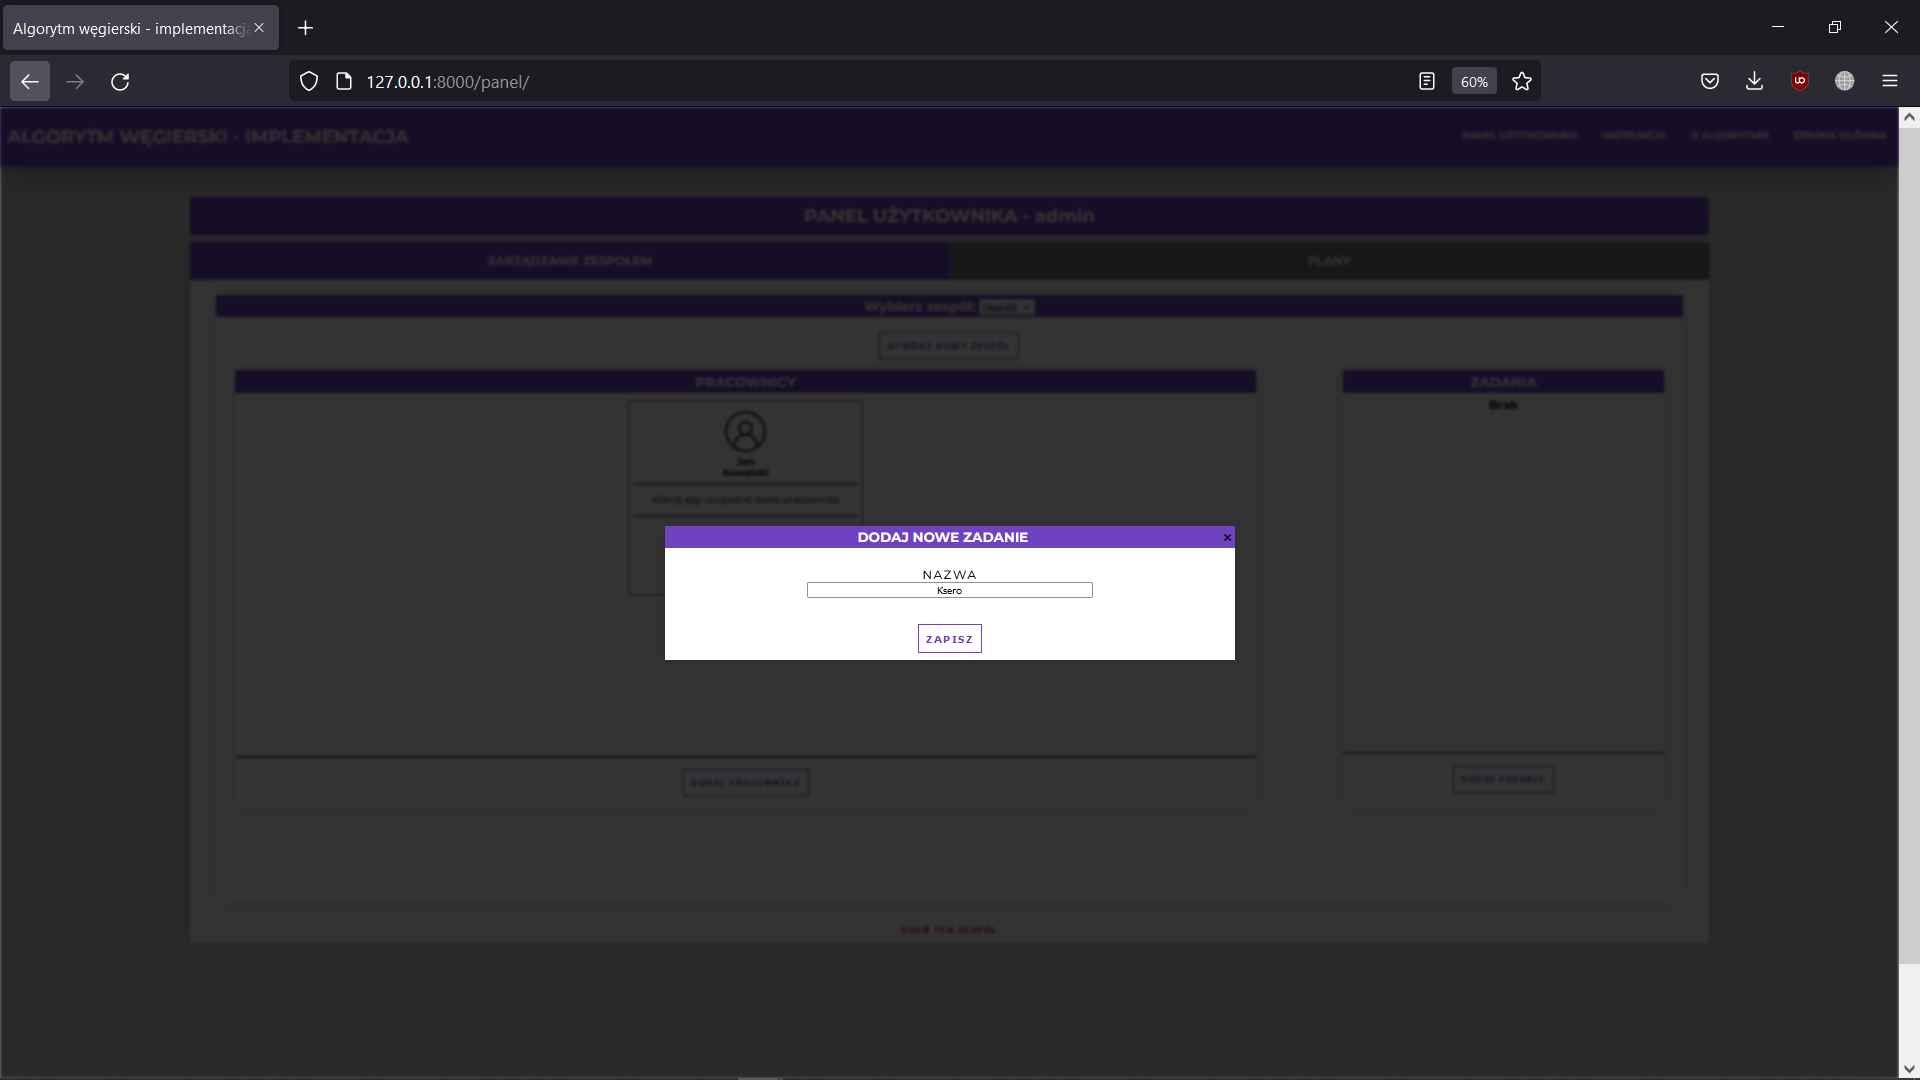 Algorytm węgierski - implementacja
127.0.0.1:8000/panel/
60%
ALGORYTM WĘGIERSKI - IMPLEMENTACJA
PANEL UŻYTKOWNIKA
INSTRUKCJA
O ALGORYTMIE
STRONA GŁÓWNA
PANEL UŻYTKOWNIKA - admin
ZARZĄDZANIE ZESPOŁEM
PLANY
Wybierz zespół:
UTWÓRZ NOWY ZESPÓŁ
PRACOWNICY
ZADANIA
Brak
Jan
Kowalski
Kliknij aby uzupełnić dane pracownika
DODAJ NOWE ZADANIE
×
NAZWA
Ksero
ZAPISZ
DODAJ PRACOWNIKA
DODAJ ZADANIE
USUŃ TEN ZESPÓŁ